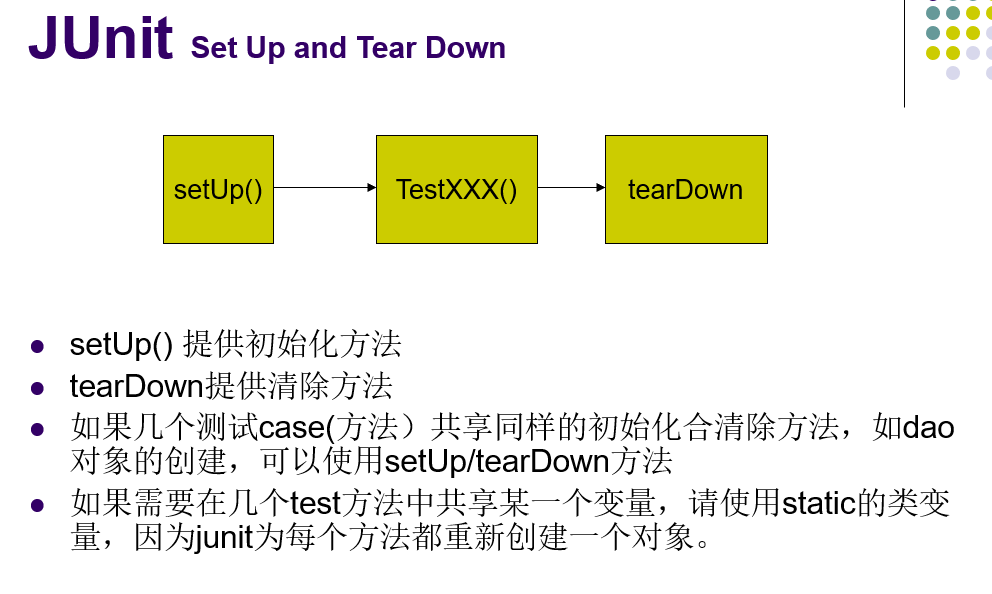 JUnit Set Up and Tear Down
setUp()
TestXXX()
tearDown
setUp() 提供初始化方法
tearDown提供清除方法
如果几个测试case(方法）共享同样的初始化合清除方法，如dao
对象的创建，可以使用setUp/tearDown方法
如果需要在几个test方法中共享某一个变量，请使用static的类变
量，因为junit为每个方法都重新创建一个对象。